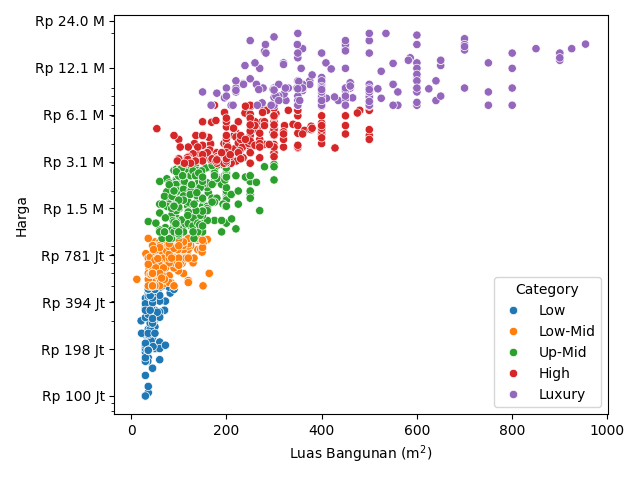 Rp 24.0 M
Rp 12.1 M
Rp 6.1 M
Rp 3.1 M
Rp 1.5 M
Rp 781 Jt
Rp 394 Jt
Rp 198 Jt
Rp 100 Jt
Harga
0 200 400 600 800 1000
Luas Bangunan (m²)
Category
Low
Low-Mid
Up-Mid
High
Luxury